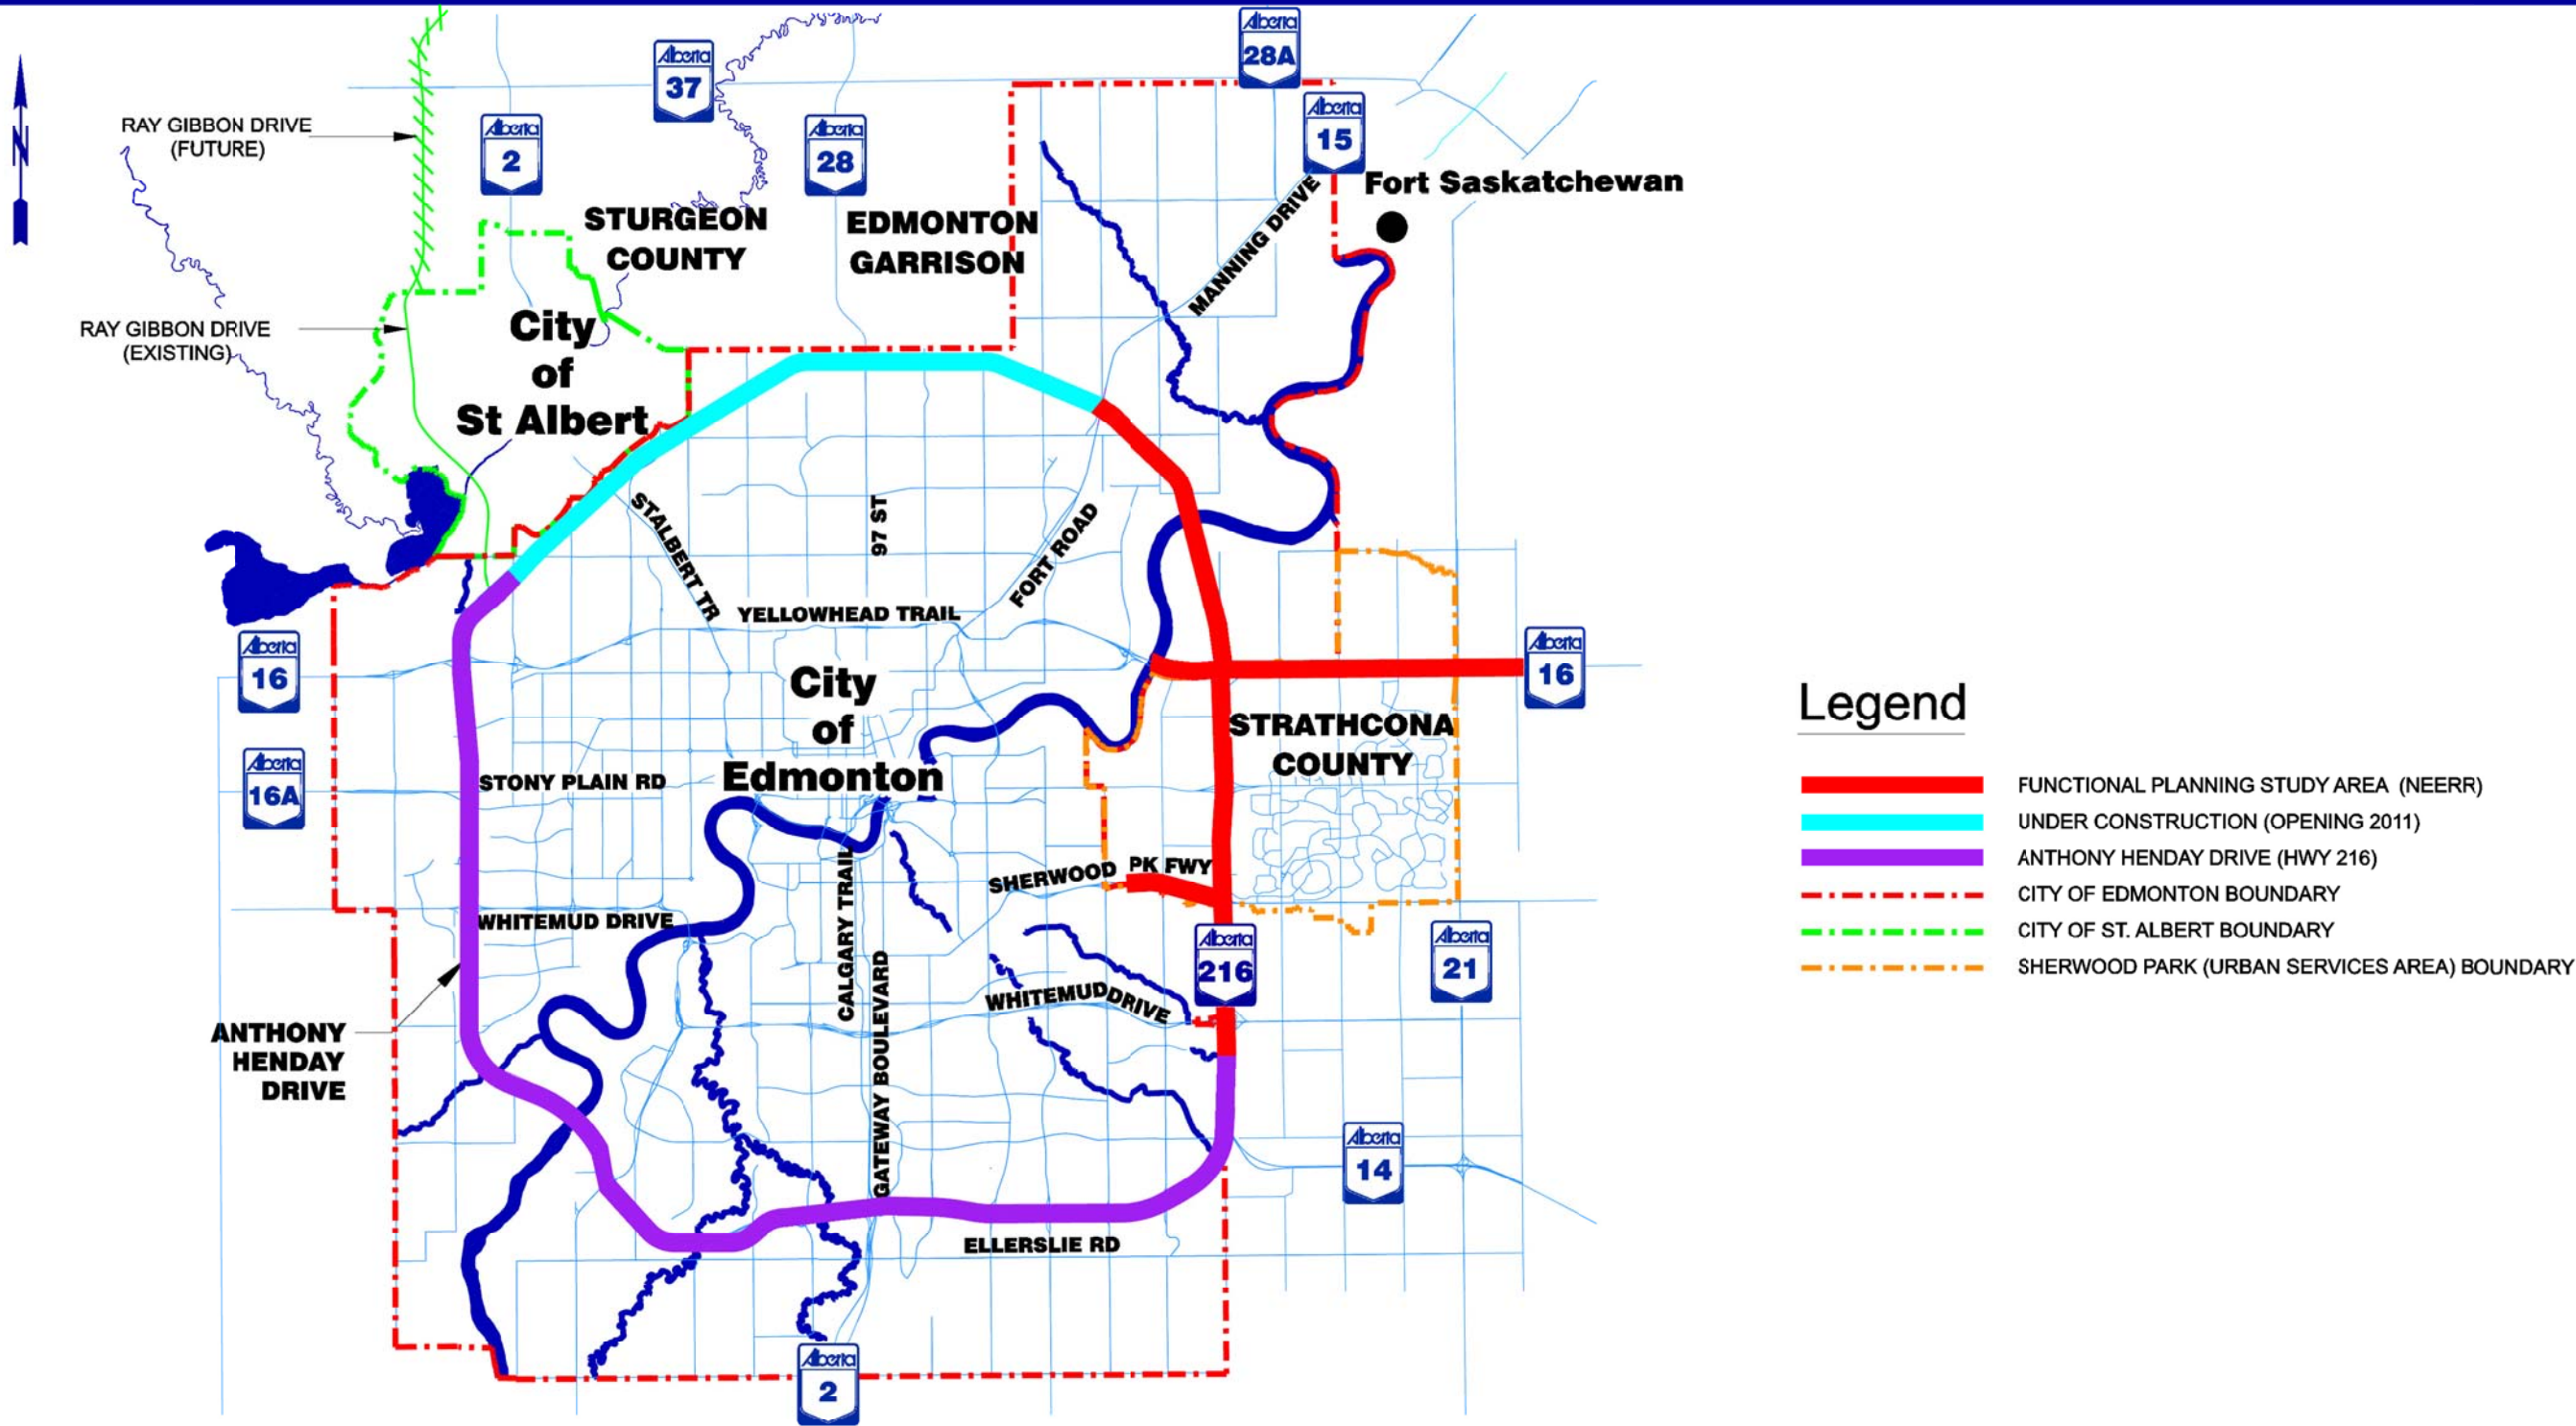 Alberta
28A
Alberta
37
Alberta
15
Alberta
2
Alberta
28
N
RAY GIBBON DRIVE
(FUTURE)
Fort Saskatchewan
STURGEON
COUNTY
EDMONTON
GARRISON
MANNING DRIVE
RAY GIBBON DRIVE
(EXISTING)
City
of
St Albert
STALBERT TR
97 ST
FORT ROAD
YELLOWHEAD TRAIL
Alberta
16
Alberta
16
City
of
Edmonton
STRATHCONA
COUNTY
Alberta
16A
STONY PLAIN RD
SHERWOOD PK FWY
CALGARY TRAIL
WHITEMUD DRIVE
Alberta
216
Alberta
21
GATEWAY BOULEVARD
WHITEMUD DRIVE
ANTHONY
HENDAY
DRIVE
Alberta
14
ELLERSLIE RD
Alberta
2
Legend
FUNCTIONAL PLANNING STUDY AREA (NEERR)
UNDER CONSTRUCTION (OPENING 2011)
ANTHONY HENDAY DRIVE (HWY 216)
CITY OF EDMONTON BOUNDARY
CITY OF ST. ALBERT BOUNDARY
SHERWOOD PARK (URBAN SERVICES AREA) BOUNDARY